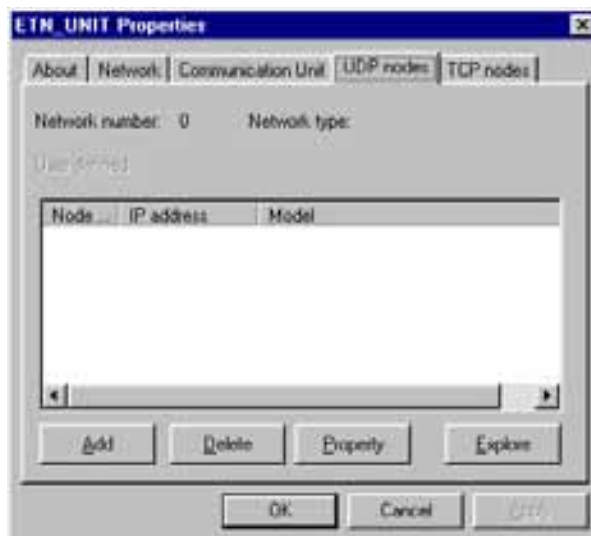 ETN_UNIT Properties
About Network Communication Unit UDP nodes TCP nodes
Network number: 0 Network type:
Node ... IP address Model
Add Delete Property Explore
OK Cancel